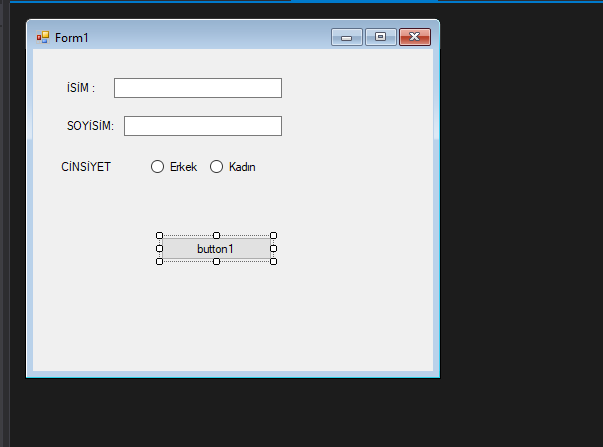 Form1
İSİM :
SOYİSİM:
CİNSİYET Erkek Kadın
button1